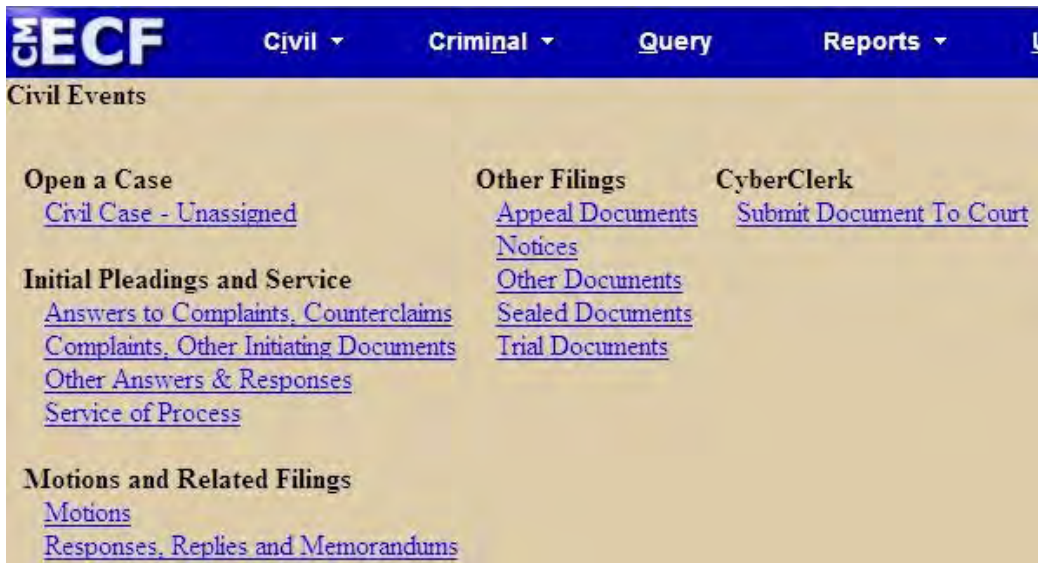 CM ECF Civil Criminal Query Reports U
Civil Events
Open a Case
Civil Case - Unassigned
Initial Pleadings and Service
Answers to Complaints, Counterclaims
Complaints, Other Initiating Documents
Other Answers & Responses
Service of Process
Motions and Related Filings
Motions
Responses, Replies and Memorandums
Other Filings
Appeal Documents
Notices
Other Documents
Sealed Documents
Trial Documents
CyberClerk
Submit Document To Court